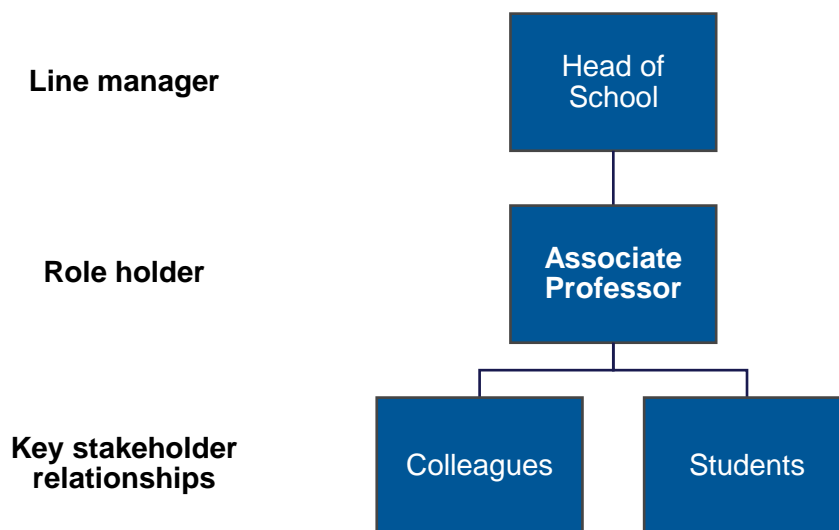 Line manager
Head of
School
Role holder
Associate
Professor
Key stakeholder
relationships
Colleagues
Students